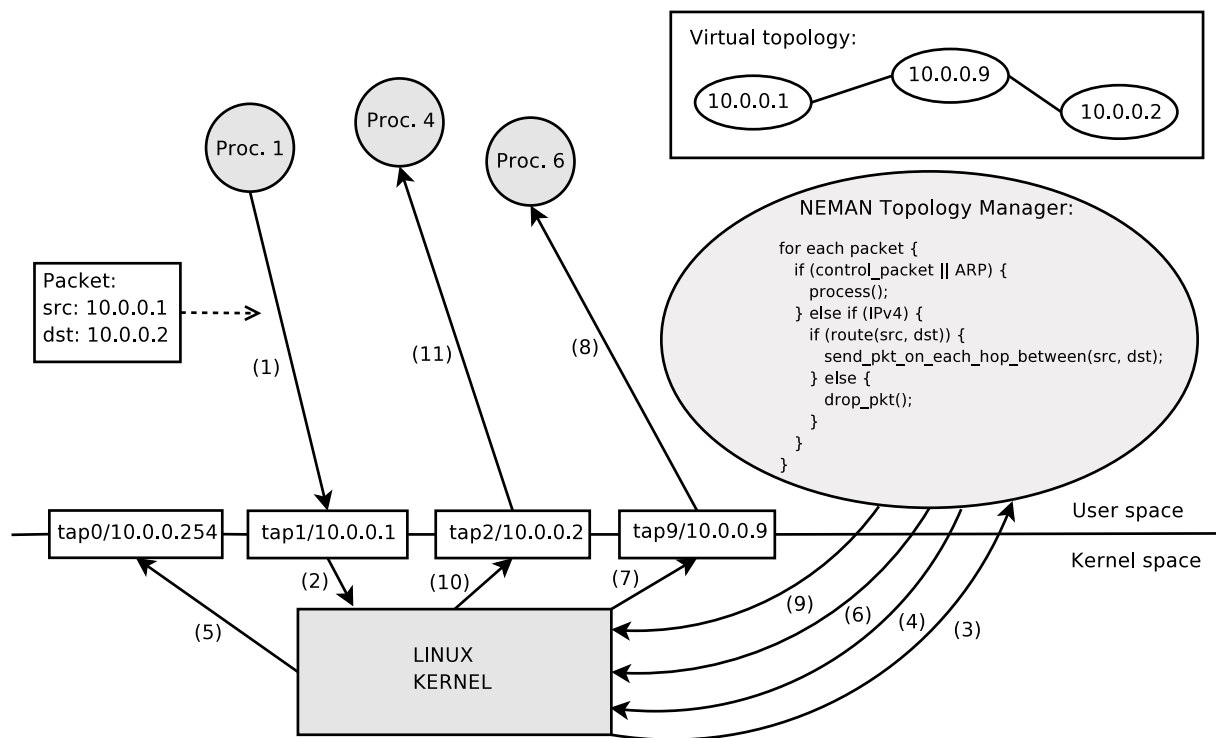 Virtual topology:
10.0.0.1
10.0.0.9
10.0.0.2
Proc. 1
Proc. 4
Proc. 6
Packet:
src: 10.0.0.1
dst: 10.0.0.2
(1)
(11)
(8)
NEMAN Topology Manager:
for each packet {
if (control_packet || ARP) {
process();
} else if (IPv4) {
if (route(src, dst)) {
send_pkt_on_each_hop_between(src, dst);
} else {
drop_pkt();
}
}
}
tap0/10.0.0.254
tap1/10.0.0.1
tap2/10.0.0.2
tap9/10.0.0.9
User space
Kernel space
(5)
(2)
(10)
(7)
(9)
(6)
(4)
(3)
LINUX
KERNEL